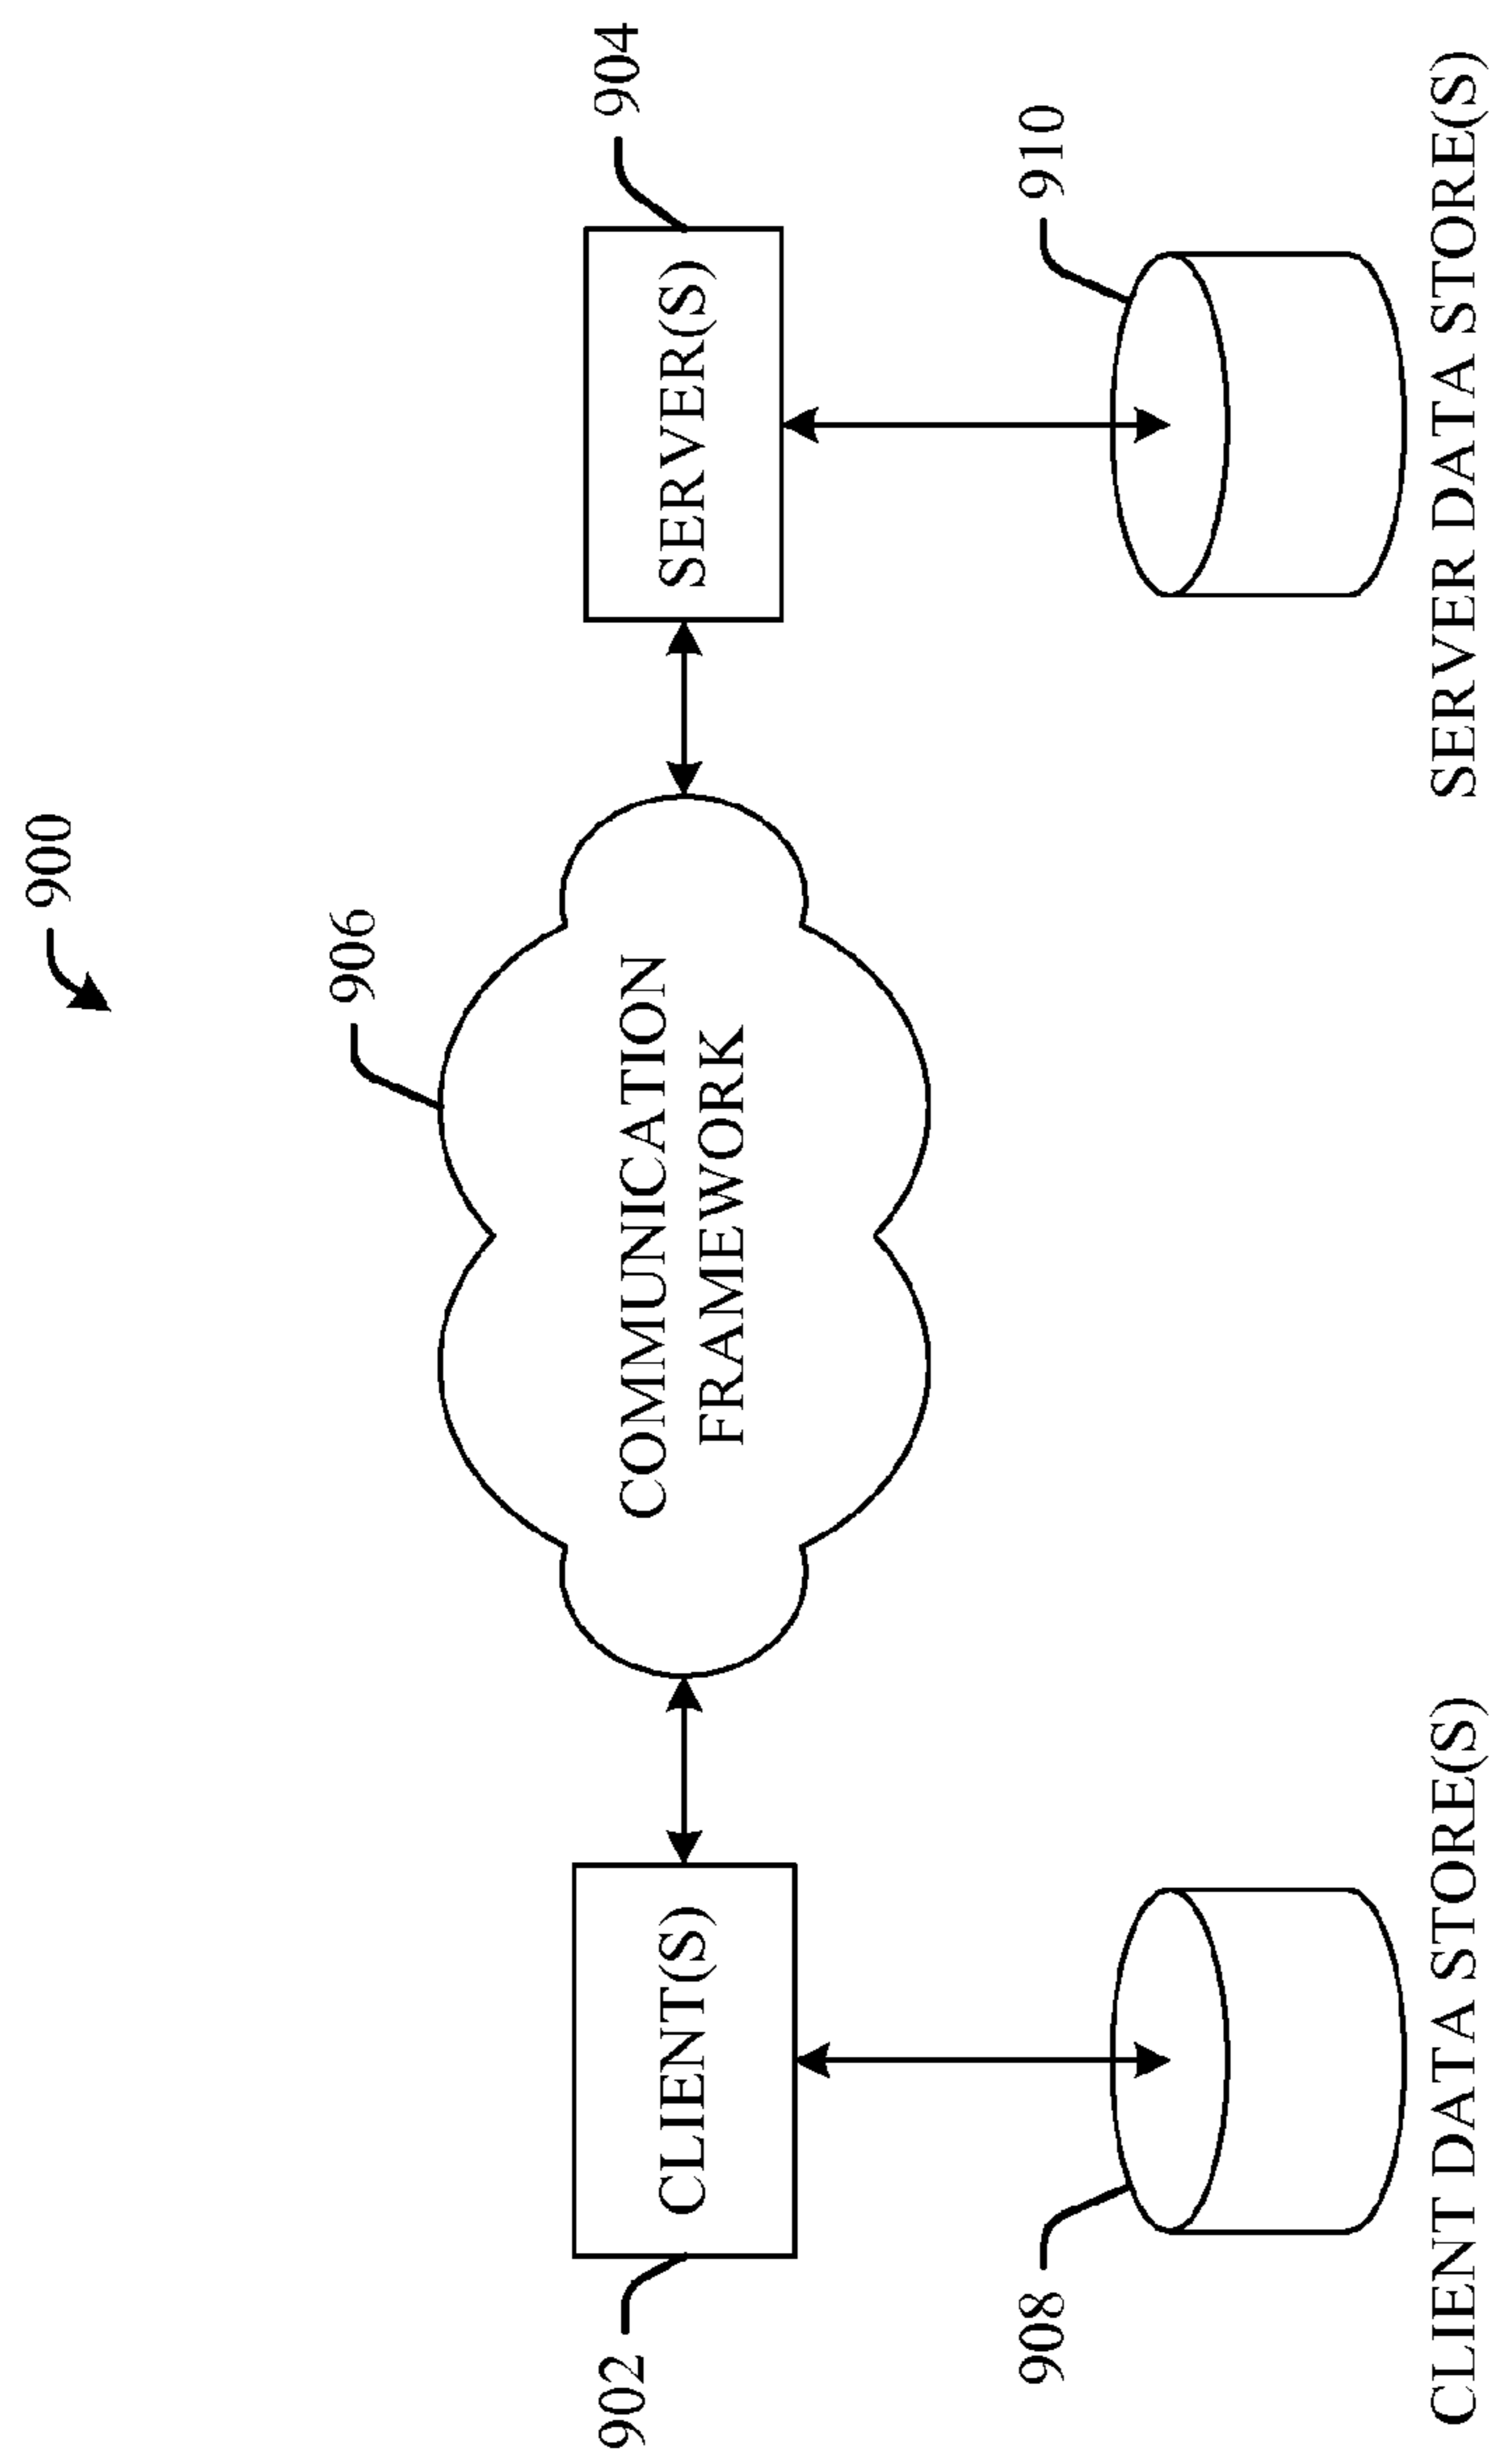 900
906
902
904
CLIENT(S)
COMMUNICATION
FRAMEWORK
SERVER(S)
908
910
CLIENT DATA STORE(S)
SERVER DATA STORE(S)